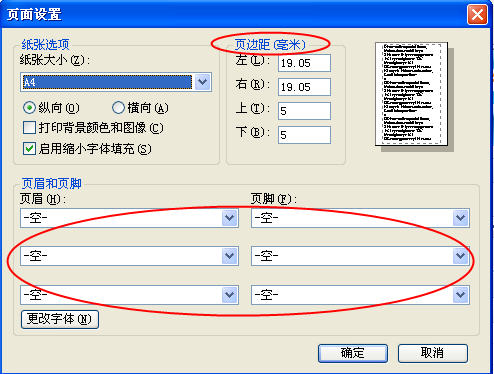 页面设置
纸张选项
纸张大小(Z):
A4
纵向(O)
横向(A)
打印背景颜色和图像(C)
启用缩小字体填充(S)
页边距(毫米)
左(L): 19.05
右(R): 19.05
上(T): 5
下(B): 5
页眉和页脚
页眉(H):
页脚(F):
-空-
-空-
-空-
-空-
-空-
-空-
更改字体(N)
确定
取消